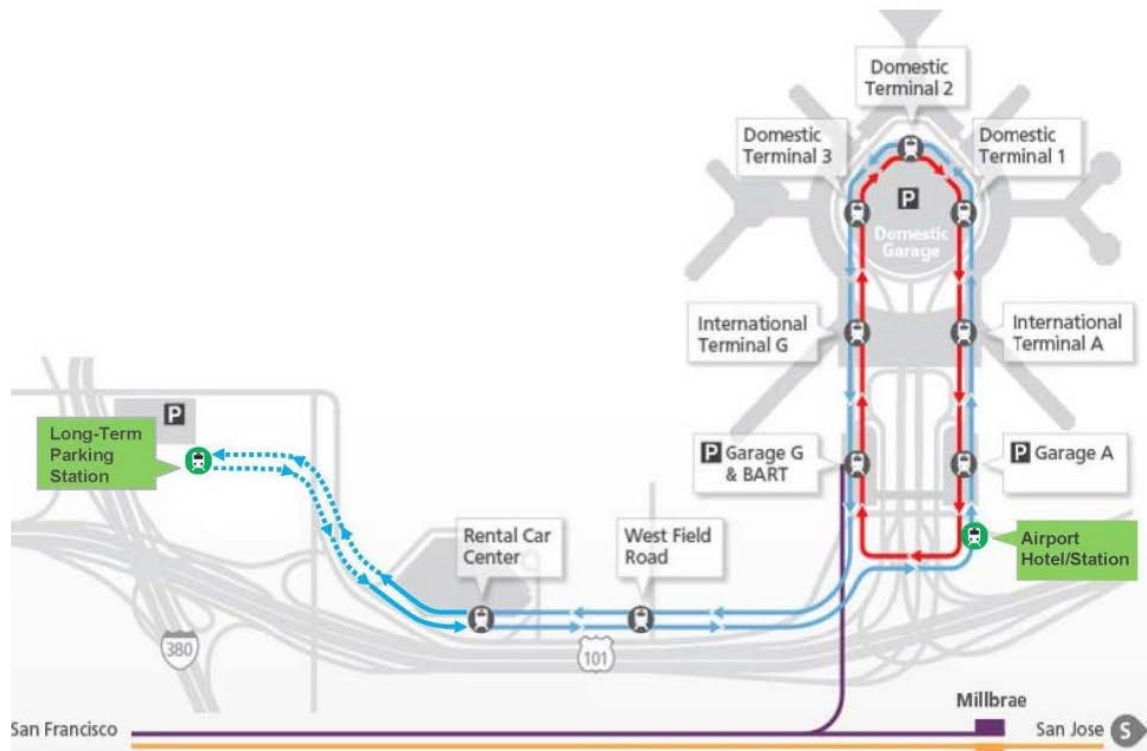 Domestic
Terminal 2
Domestic
Terminal 3
Domestic
Terminal 1
P
Domestic
Garage
International
Terminal G
International
Terminal A
P
Long-Term
Parking
Station
P Garage G
& BART
P Garage A
Rental Car
Center
West Field
Road
Airport
Hotel/Station
380
101
Millbrae
San Francisco
San Jose S